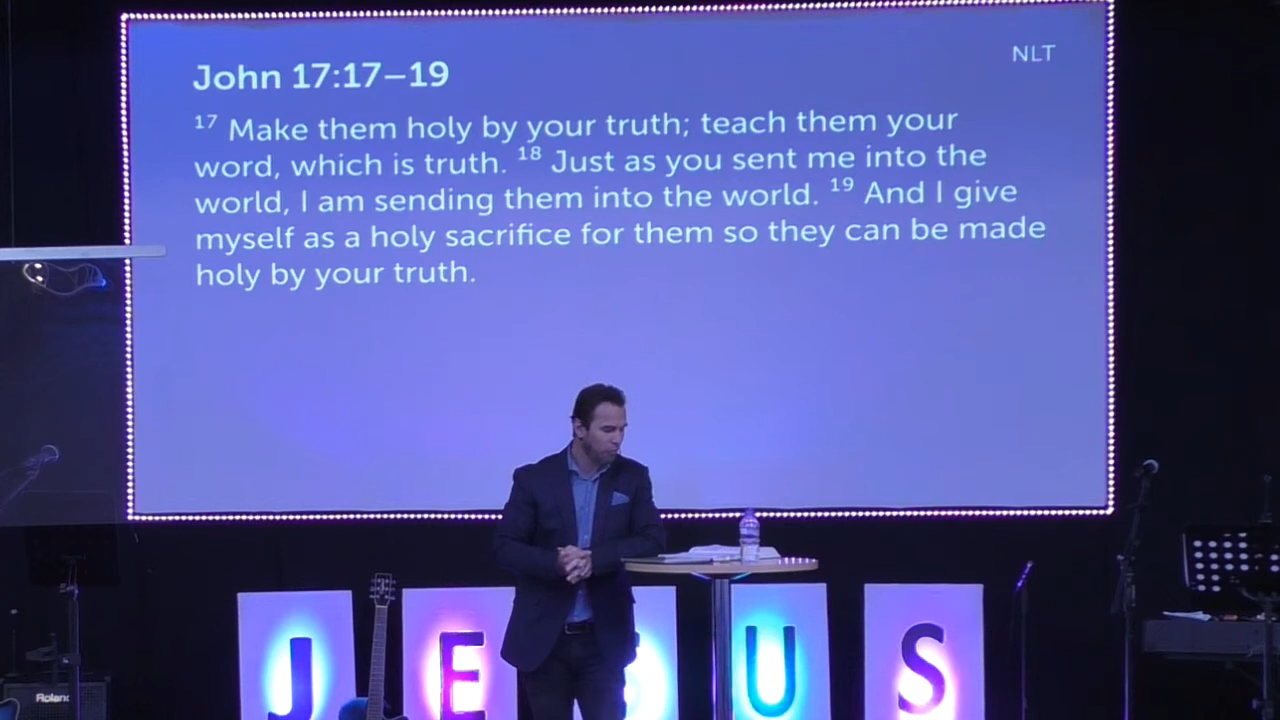 NLT
John 17:17–19
17 Make them holy by your truth; teach them your
word, which is truth. 18 Just as you sent me into the
world, I am sending them into the world. 19 And I give
myself as a holy sacrifice for them so they can be made
holy by your truth.
J E S U S
Roland